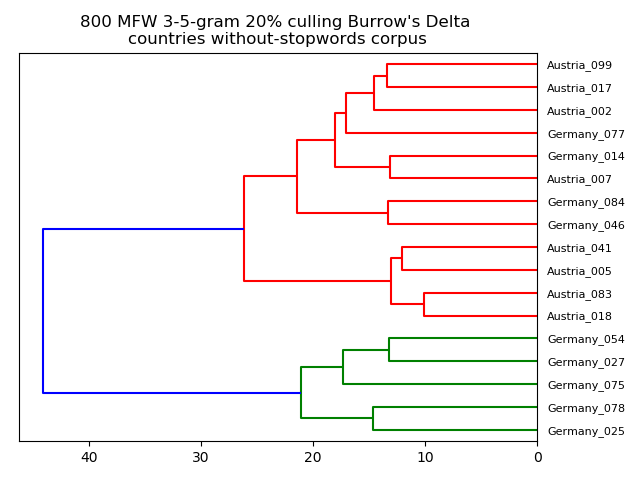 800 MFW 3-5-gram 20% culling Burrow's Delta
countries without-stopwords corpus
Austria_099
Austria_017
Austria_002
Germany_077
Germany_014
Austria_007
Germany_084
Germany_046
Austria_041
Austria_005
Austria_083
Austria_018
Germany_054
Germany_027
Germany_075
Germany_078
Germany_025
40 30 20 10 0